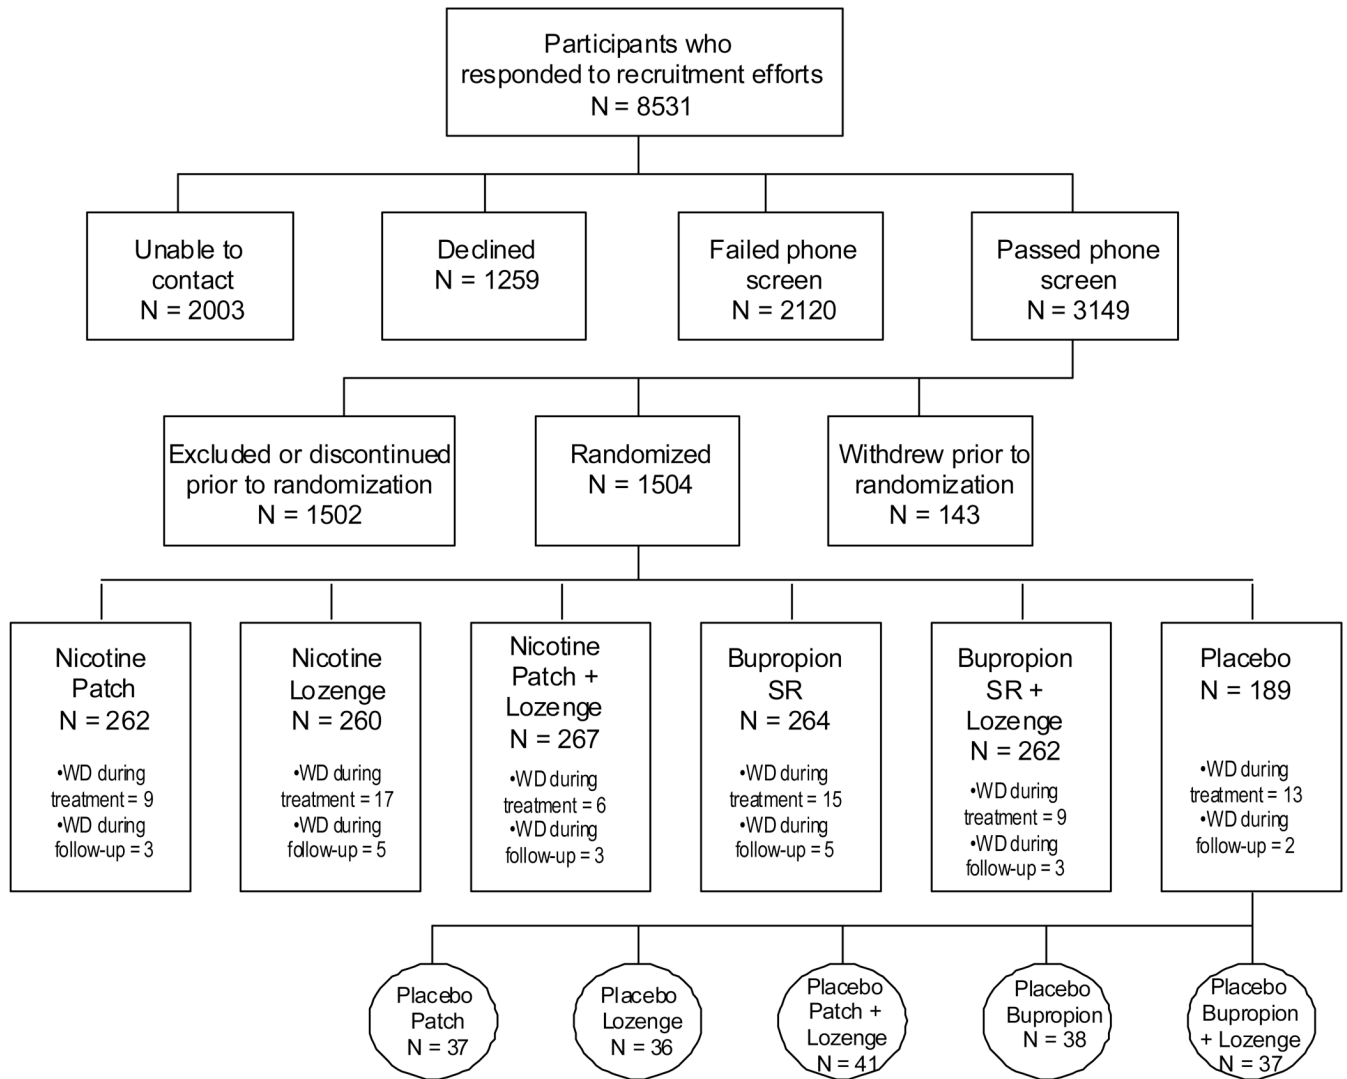 Participants who
responded to recruitment efforts
N = 8531
Unable to
contact
N = 2003
Declined
N = 1259
Failed phone
screen
N = 2120
Passed phone
screen
N = 3149
Excluded or discontinued
prior to randomization
N = 1502
Randomized
N = 1504
Withdrew prior to
randomization
N = 143
Nicotine
Patch
N = 262
•WD during
treatment = 9
•WD during
follow-up = 3
Nicotine
Lozenge
N = 260
•WD during
treatment = 17
•WD during
follow-up = 5
Nicotine
Patch +
Lozenge
N = 267
•WD during
treatment = 6
•WD during
follow-up = 3
Bupropion
SR
N = 264
•WD during
treatment = 15
•WD during
follow-up = 5
Bupropion
SR +
Lozenge
N = 262
•WD during
treatment = 9
•WD during
follow-up = 3
Placebo
N = 189
•WD during
treatment = 13
•WD during
follow-up = 2
Placebo
Patch
N = 37
Placebo
Lozenge
N = 36
Placebo
Patch +
Lozenge
N = 41
Placebo
Bupropion
N = 38
Placebo
Bupropion
+ Lozenge
N = 37